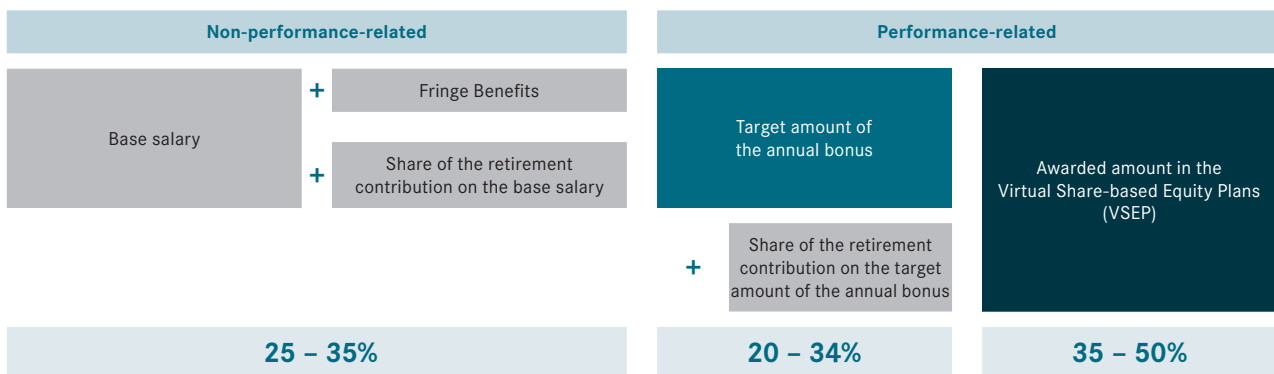 Non-performance-related
Performance-related
Base salary
+
Fringe Benefits
+
Share of the retirement
contribution on the base salary
Target amount of
the annual bonus
+
Share of the retirement
contribution on the target
amount of the annual bonus
Awarded amount in the
Virtual Share-based Equity Plans
(VSEP)
25 – 35%
20 – 34%
35 – 50%